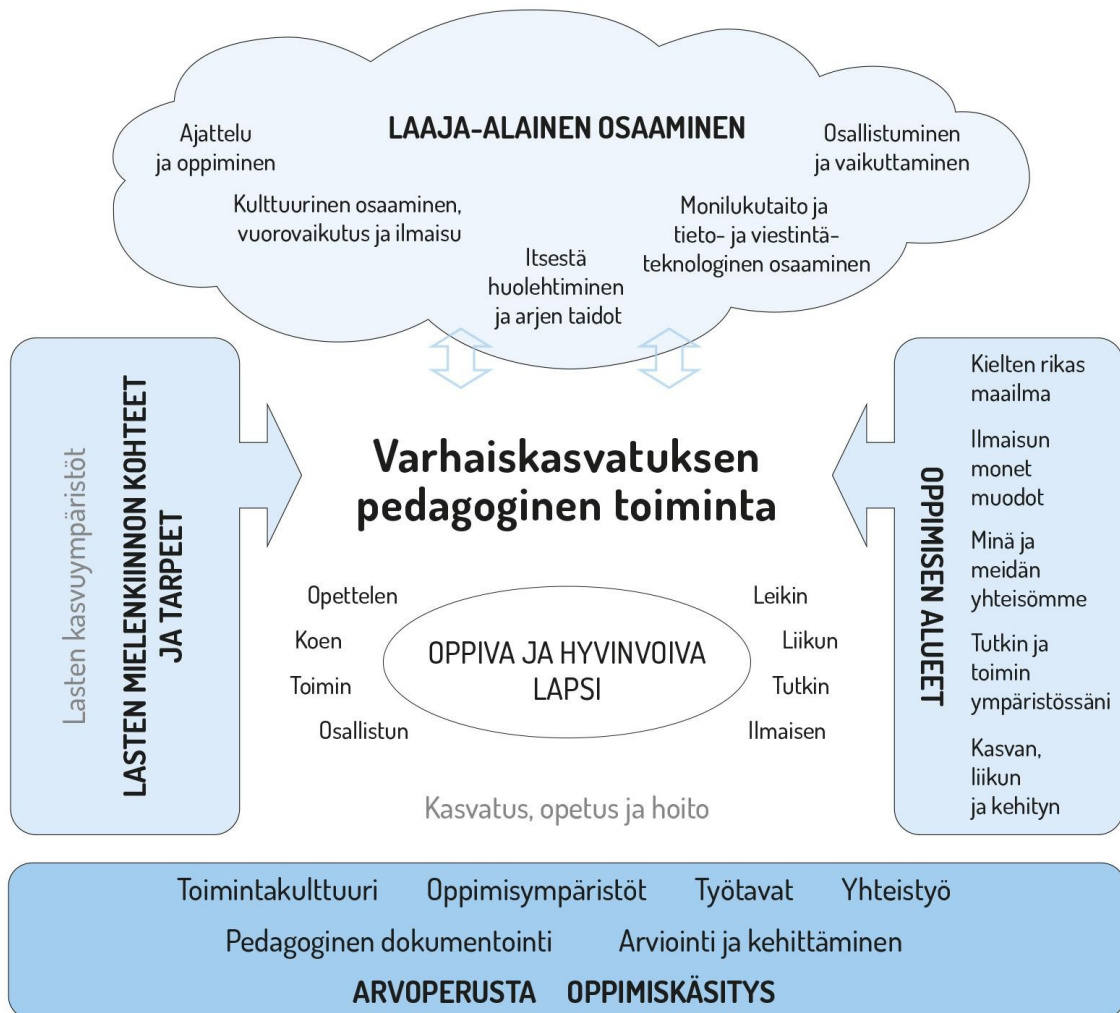 LAAJA-ALAINEN OSAAMINEN
Ajattelu
ja oppiminen
Kulttuurinen osaaminen,
vuorovaikutus ja ilmaisu
Itsestä
huolehtiminen
ja arjen taidot
Monilukutaito ja
tieto- ja viestintä-
teknologinen osaaminen
Osallistuminen
ja vaikuttaminen
Lasten kasvuympäristöt
LASTEN MIELENKIINNON KOHTEET
JA TARPEET
Varhaiskasvatuksen
pedagoginen toiminta
Opettelen
Koen
Toimin
Osallistun
OPPIVA JA HYVINVOIVA
LAPSI
Leikin
Liikun
Tutkin
Ilmaisen
Kasvatus, opetus ja hoito
OPPIMISEN ALUEET
Kielten rikas
maailma
Ilmaisun
monet
muodot
Minä ja
meidän
yhteisömme
Tutkin ja
toimin
ympäristössäni
Kasvan,
liikun
ja kehityn
Toimintakulttuuri Oppimisympäristöt Työtavat Yhteistyö
Pedagoginen dokumentointi Arviointi ja kehittäminen
ARVOPERUSTA OPPIMISKÄSITYS